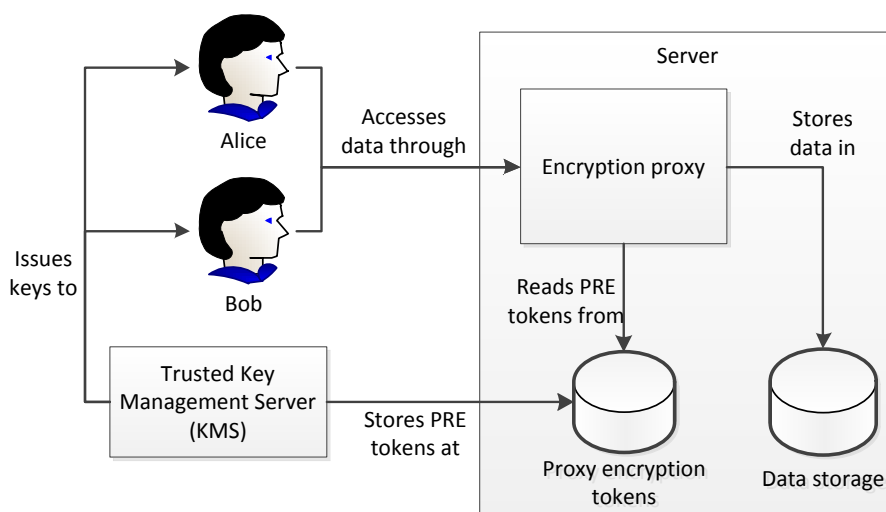 Server
Alice
Accesses
data through
Encryption proxy
Stores
data in
Bob
Issues
keys to
Reads PRE
tokens from
Trusted Key
Management Server
(KMS)
Stores PRE
tokens at
Proxy encryption
tokens
Data storage